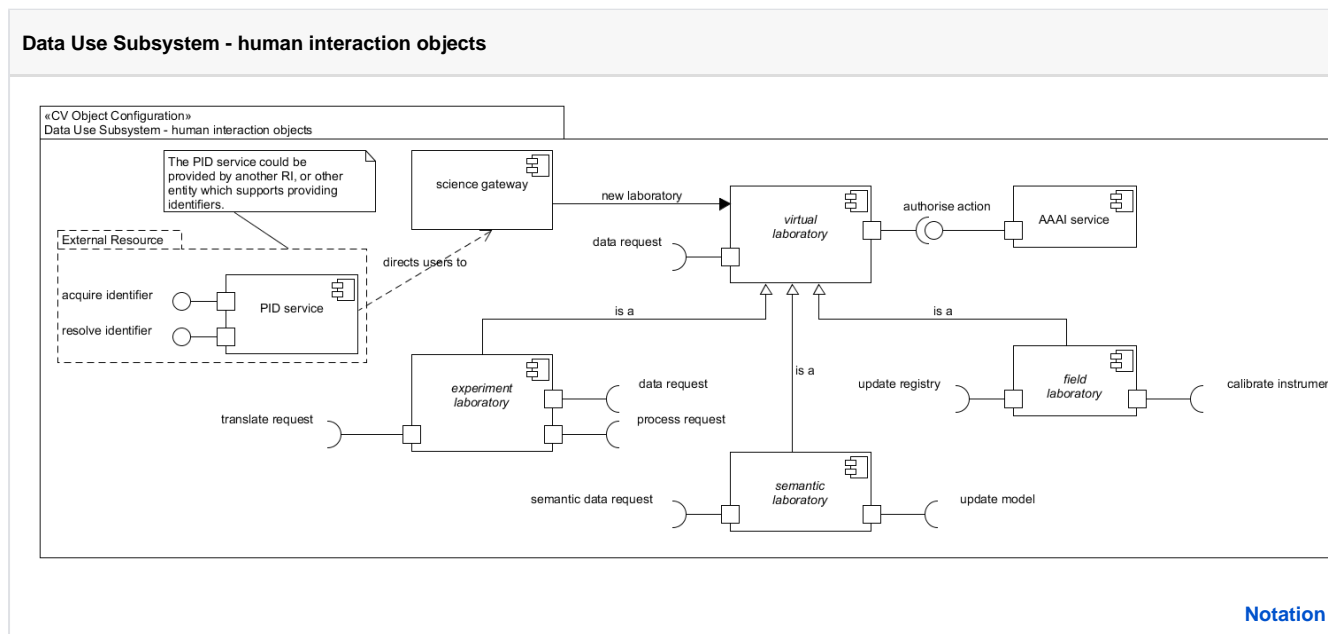 Data Use Subsystem - human interaction objects
«CV Object Configuration»
Data Use Subsystem - human interaction objects
The PID service could be
provided by another RI, or other
entity which supports providing
identifiers.
science gateway
new laboratory
virtual
laboratory
authorise action
AAAI service
data request
External Resource
directs users to
acquire identifier
PID service
resolve identifier
is a
is a
is a
experiment
laboratory
data request
process request
translate request
update registry
field
laboratory
calibrate instrumen
semantic data request
semantic
laboratory
update model
Notation